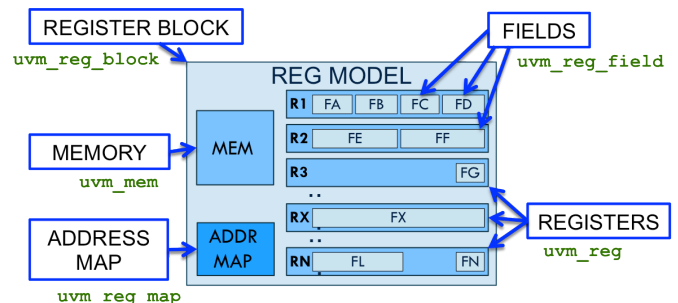 REGISTER BLOCK
uvm_reg_block
FIELDS
uvm_reg_field
REG MODEL
R1 FA FB FC FD
R2 FE FF
R3 FG
..
RX FX
..
RN FL FN
MEM
ADDR
MAP
MEMORY
uvm_mem
ADDRESS
MAP
uvm_reg_map
REGISTERS
uvm_reg